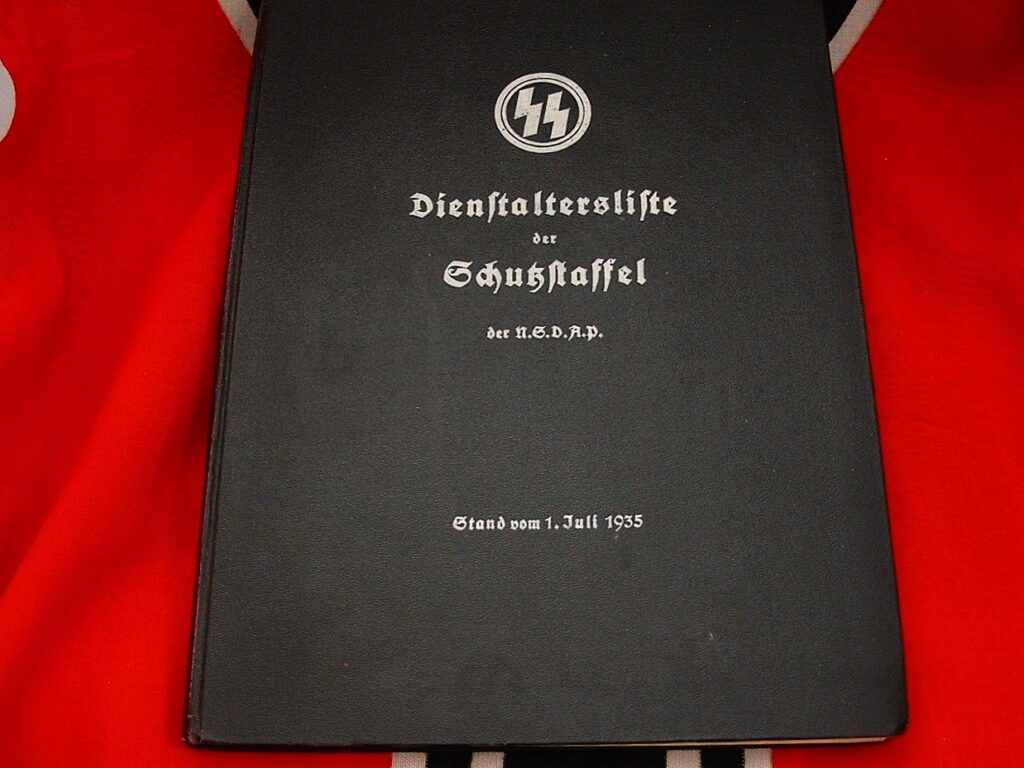 Dienſtaltersliſte
der
Schutzſtaffel
der N.S.D.A.P.
Stand vom 1. Juli 1935